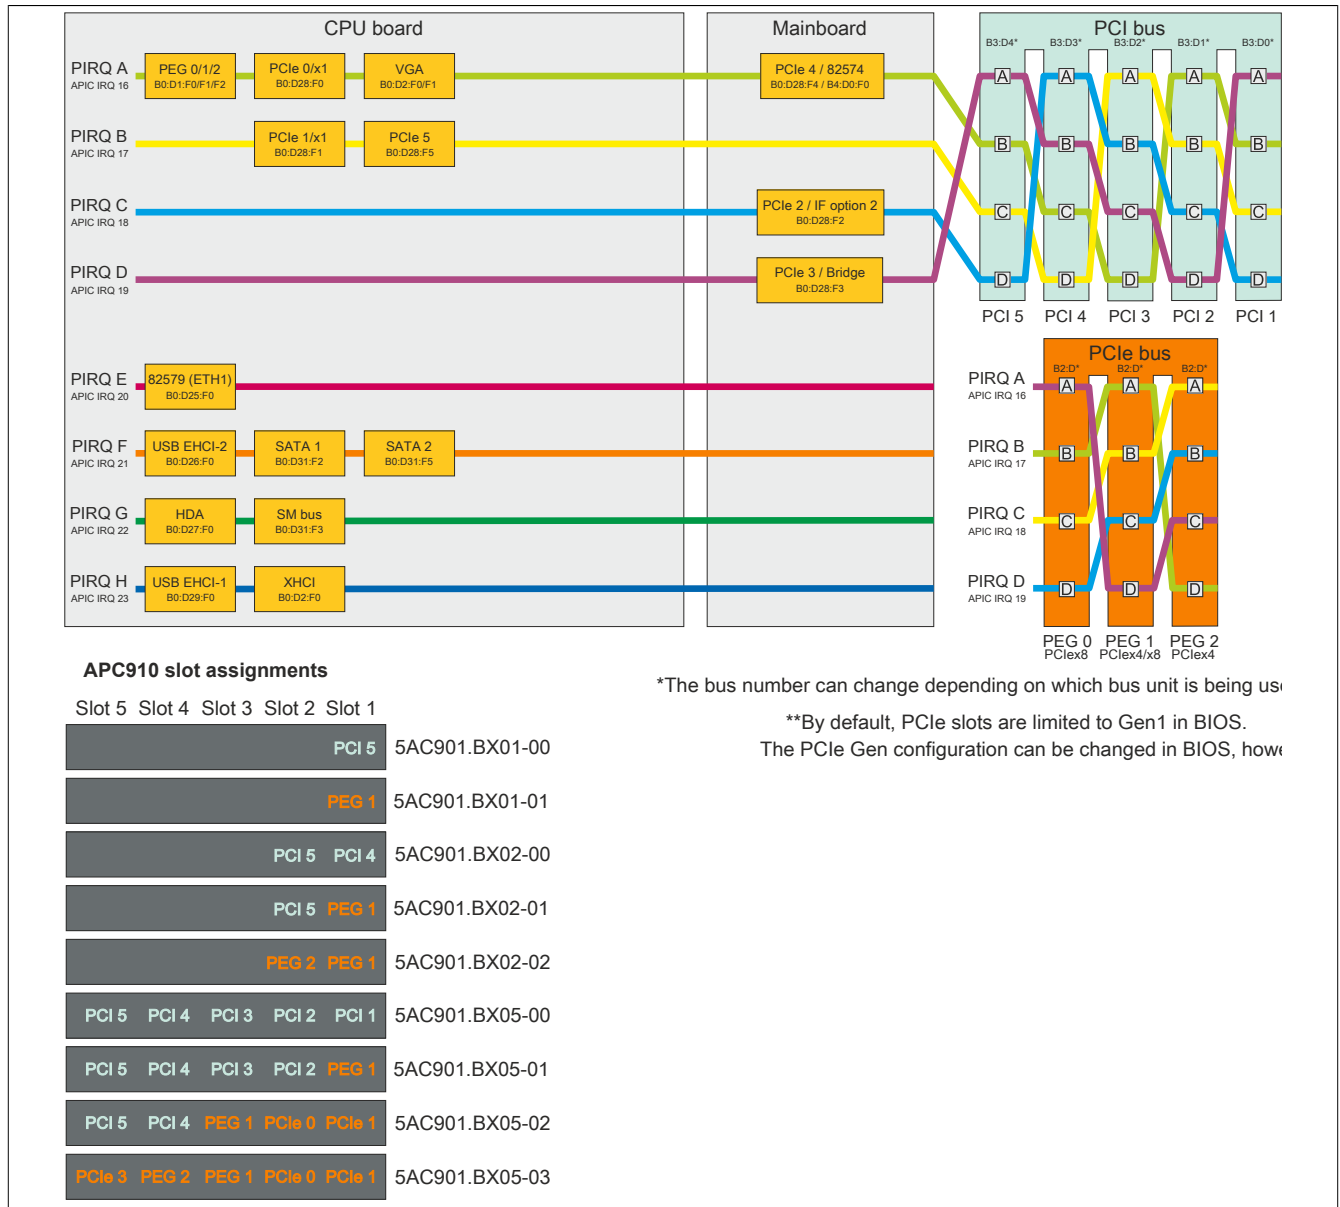 CPU board
Mainboard
PCI bus
B3:D4* B3:D3* B3:D2* B3:D1* B3:D0*
PIRQ A
APIC IRQ 16
PEG 0/1/2
B0:D1:F0/F1/F2
PCIe 0/x1
B0:D28:F0
VGA
B0:D2:F0/F1
PCIe 4 / 82574
B0:D28:F4 / B4:D0:F0
A A A A A
PIRQ B
APIC IRQ 17
PCIe 1/x1
B0:D28:F1
PCIe 5
B0:D28:F5
B B B B B
PIRQ C
APIC IRQ 18
PCIe 2 / IF option 2
B0:D28:F2
C C C C C
PIRQ D
APIC IRQ 19
PCIe 3 / Bridge
B0:D28:F3
D D D D D
PCI 5 PCI 4 PCI 3 PCI 2 PCI 1
PIRQ E
APIC IRQ 20
82579 (ETH1)
B0:D25:F0
PIRQ F
APIC IRQ 21
USB EHCI-2
B0:D26:F0
SATA 1
B0:D31:F2
SATA 2
B0:D31:F5
PIRQ G
APIC IRQ 22
HDA
B0:D27:F0
SM bus
B0:D31:F3
PIRQ H
APIC IRQ 23
USB EHCI-1
B0:D29:F0
XHCI
B0:D2:F0
PCIe bus
B2:D* B2:D* B2:D*
PIRQ A
APIC IRQ 16
A A A
PIRQ B
APIC IRQ 17
B B B
PIRQ C
APIC IRQ 18
C C C
PIRQ D
APIC IRQ 19
D D D
PEG 0 PEG 1 PEG 2
PCIex8 PCIex4/x8 PCIex4
*The bus number can change depending on which bus unit is being use
**By default, PCIe slots are limited to Gen1 in BIOS.
The PCIe Gen configuration can be changed in BIOS, howe
APC910 slot assignments
Slot 5 Slot 4 Slot 3 Slot 2 Slot 1
PCI 5 5AC901.BX01-00
PEG 1 5AC901.BX01-01
PCI 5 PCI 4 5AC901.BX02-00
PCI 5 PEG 1 5AC901.BX02-01
PEG 2 PEG 1 5AC901.BX02-02
PCI 5 PCI 4 PCI 3 PCI 2 PCI 1 5AC901.BX05-00
PCI 5 PCI 4 PCI 3 PCI 2 PEG 1 5AC901.BX05-01
PCI 5 PCI 4 PEG 1 PCIe 0 PCIe 1 5AC901.BX05-02
PCIe 3 PEG 2 PEG 1 PCIe 0 PCIe 1 5AC901.BX05-03